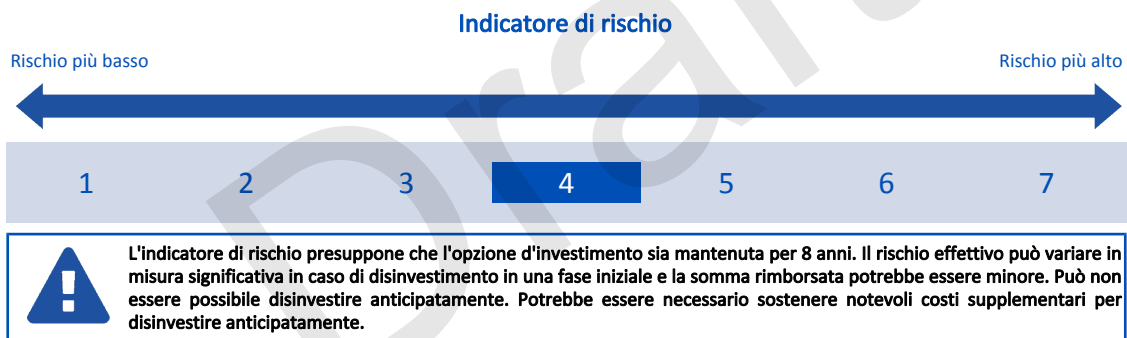 Indicatore di rischio
Rischio più basso
Rischio più alto
1 2 3 4 5 6 7
L'indicatore di rischio presuppone che l'opzione d'investimento sia mantenuta per 8 anni. Il rischio effettivo può variare in
misura significativa in caso di disinvestimento in una fase iniziale e la somma rimborsata potrebbe essere minore. Può non
essere possibile disinvestire anticipatamente. Potrebbe essere necessario sostenere notevoli costi supplementari per
disinvestire anticipatamente.